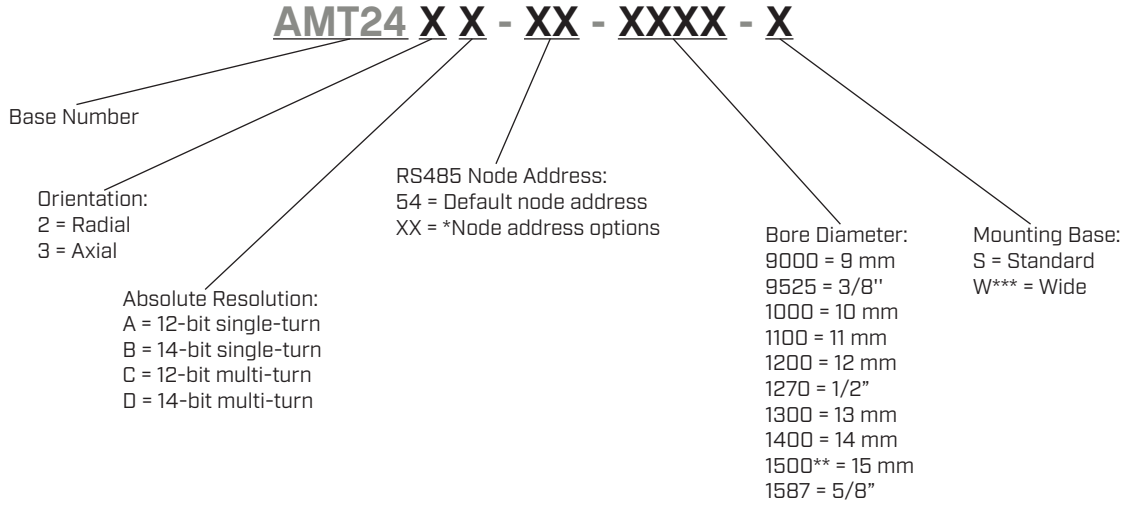 AMT24 X X - XX - XXXX - X
Base Number
Orientation:
2 = Radial
3 = Axial
Absolute Resolution:
A = 12-bit single-turn
B = 14-bit single-turn
C = 12-bit multi-turn
D = 14-bit multi-turn
RS485 Node Address:
54 = Default node address
XX = *Node address options
Bore Diameter:
9000 = 9 mm
9525 = 3/8''
1000 = 10 mm
1100 = 11 mm
1200 = 12 mm
1270 = 1/2”
1300 = 13 mm
1400 = 14 mm
1500** = 15 mm
1587 = 5/8”
Mounting Base:
S = Standard
W*** = Wide